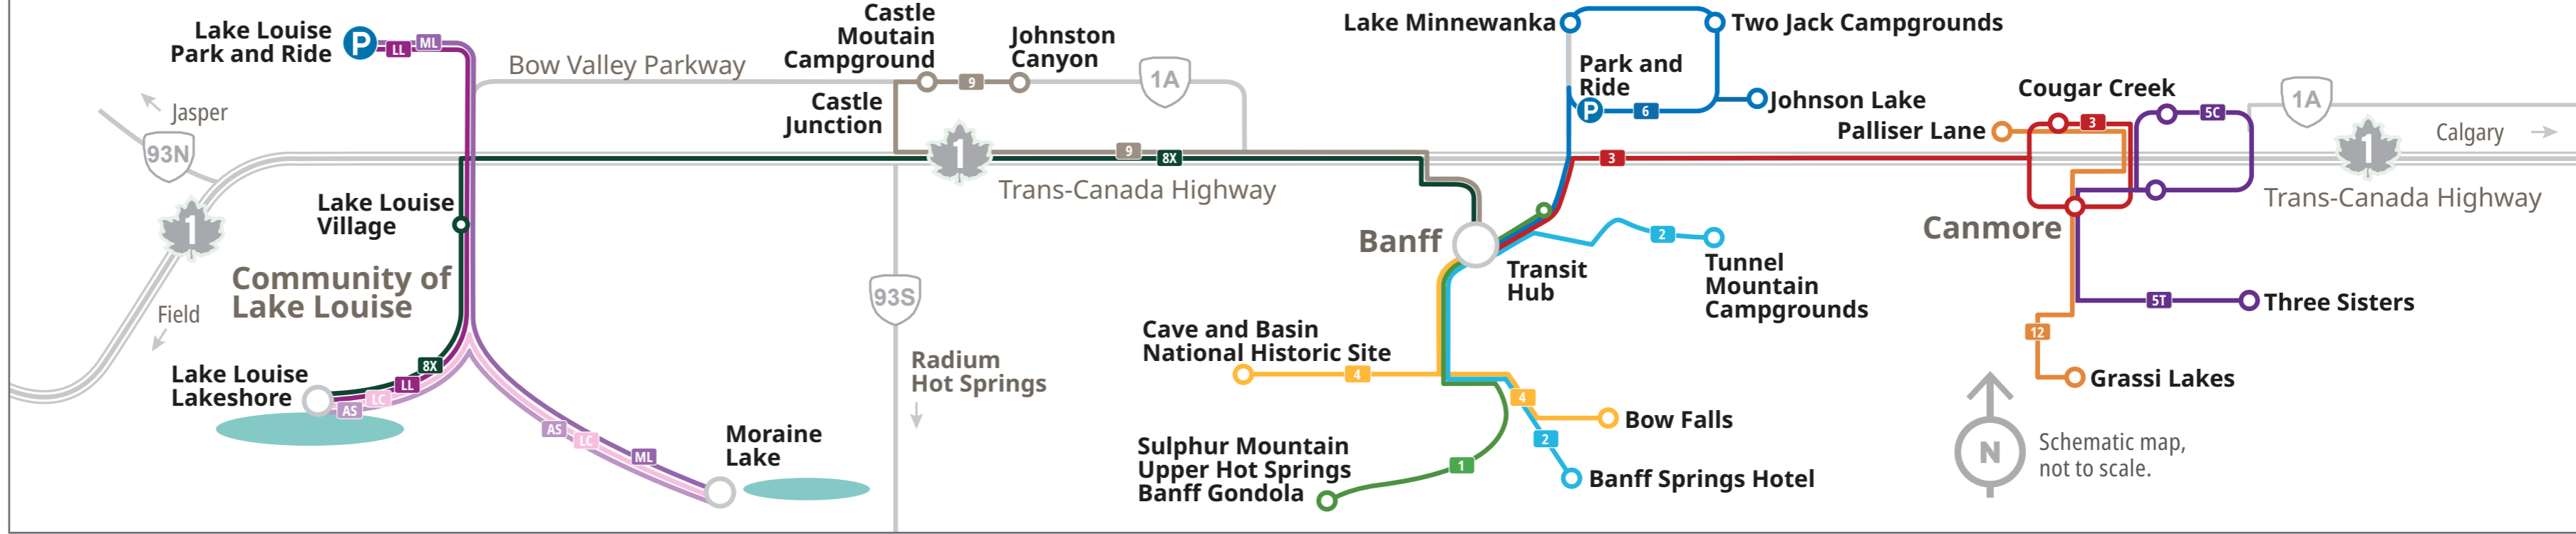 Lake Louise
Park and Ride
P
LL
ML
Jasper
93N
1
Field
Bow Valley Parkway
Castle
Moutain
Campground
Johnston
Canyon
9
1A
Castle
Junction
1
9
8X
Trans-Canada Highway
Lake Louise
Village
Community of
Lake Louise
8X
LL
LC
AS
Lake Louise
Lakeshore
AS
LC
ML
Moraine
Lake
93S
Radium
Hot Springs
Lake Minnewanka
Two Jack Campgrounds
Park and
Ride
P
6
Johnson Lake
3
Banff
Transit
Hub
2
Tunnel
Mountain
Campgrounds
Cave and Basin
National Historic Site
4
4
Bow Falls
2
Banff Springs Hotel
Sulphur Mountain
Upper Hot Springs
Banff Gondola
1
Palliser Lane
Cougar Creek
3
5C
1A
1
Calgary
Trans-Canada Highway
Canmore
5T
Three Sisters
12
Grassi Lakes
N
Schematic map,
not to scale.